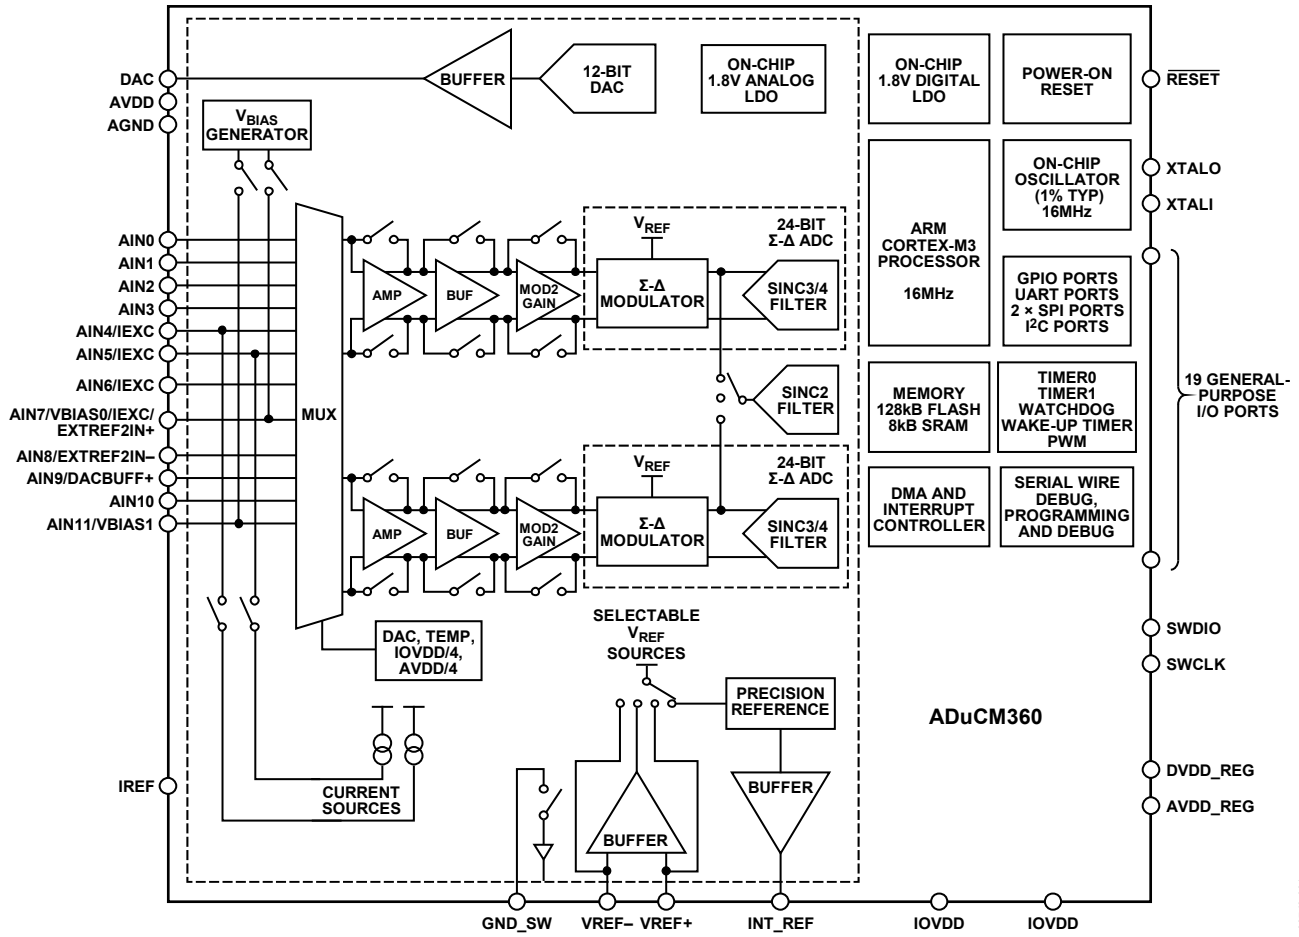 DAC
AVDD
AGND
BUFFER
12-BIT
DAC
ON-CHIP
1.8V ANALOG
LDO
ON-CHIP
1.8V DIGITAL
LDO
POWER-ON
RESET
RESET
VBIAS
GENERATOR
ON-CHIP
OSCILLATOR
(1% TYP)
16MHz
XTALO
XTALI
ARM
CORTEX-M3
PROCESSOR
16MHz
AIN0
AIN1
AIN2
AIN3
AIN4/IEXC
AIN5/IEXC
AIN6/IEXC
AIN7/VBIAS0/IEXC/
EXTREF2IN+
AIN8/EXTREF2IN–
AIN9/DACBUFF+
AIN10
AIN11/VBIAS1
MUX
AMP
BUF
MOD2
GAIN
VREF
24-BIT
Σ-Δ ADC
Σ-Δ
MODULATOR
SINC3/4
FILTER
GPIO PORTS
UART PORTS
2 × SPI PORTS
I2C PORTS
SINC2
FILTER
MEMORY
128kB FLASH
8kB SRAM
TIMER0
TIMER1
WATCHDOG
WAKE-UP TIMER
PWM
19 GENERAL-
PURPOSE
I/O PORTS
AMP
BUF
MOD2
GAIN
VREF
24-BIT
Σ-Δ ADC
Σ-Δ
MODULATOR
SINC3/4
FILTER
DMA AND
INTERRUPT
CONTROLLER
SERIAL WIRE
DEBUG,
PROGRAMMING
AND DEBUG
DAC, TEMP,
IOVDD/4,
AVDD/4
SELECTABLE
VREF
SOURCES
PRECISION
REFERENCE
SWDIO
SWCLK
ADuCM360
IREF
CURRENT
SOURCES
BUFFER
BUFFER
DVDD_REG
AVDD_REG
GND_SW
VREF–
VREF+
INT_REF
IOVDD
IOVDD